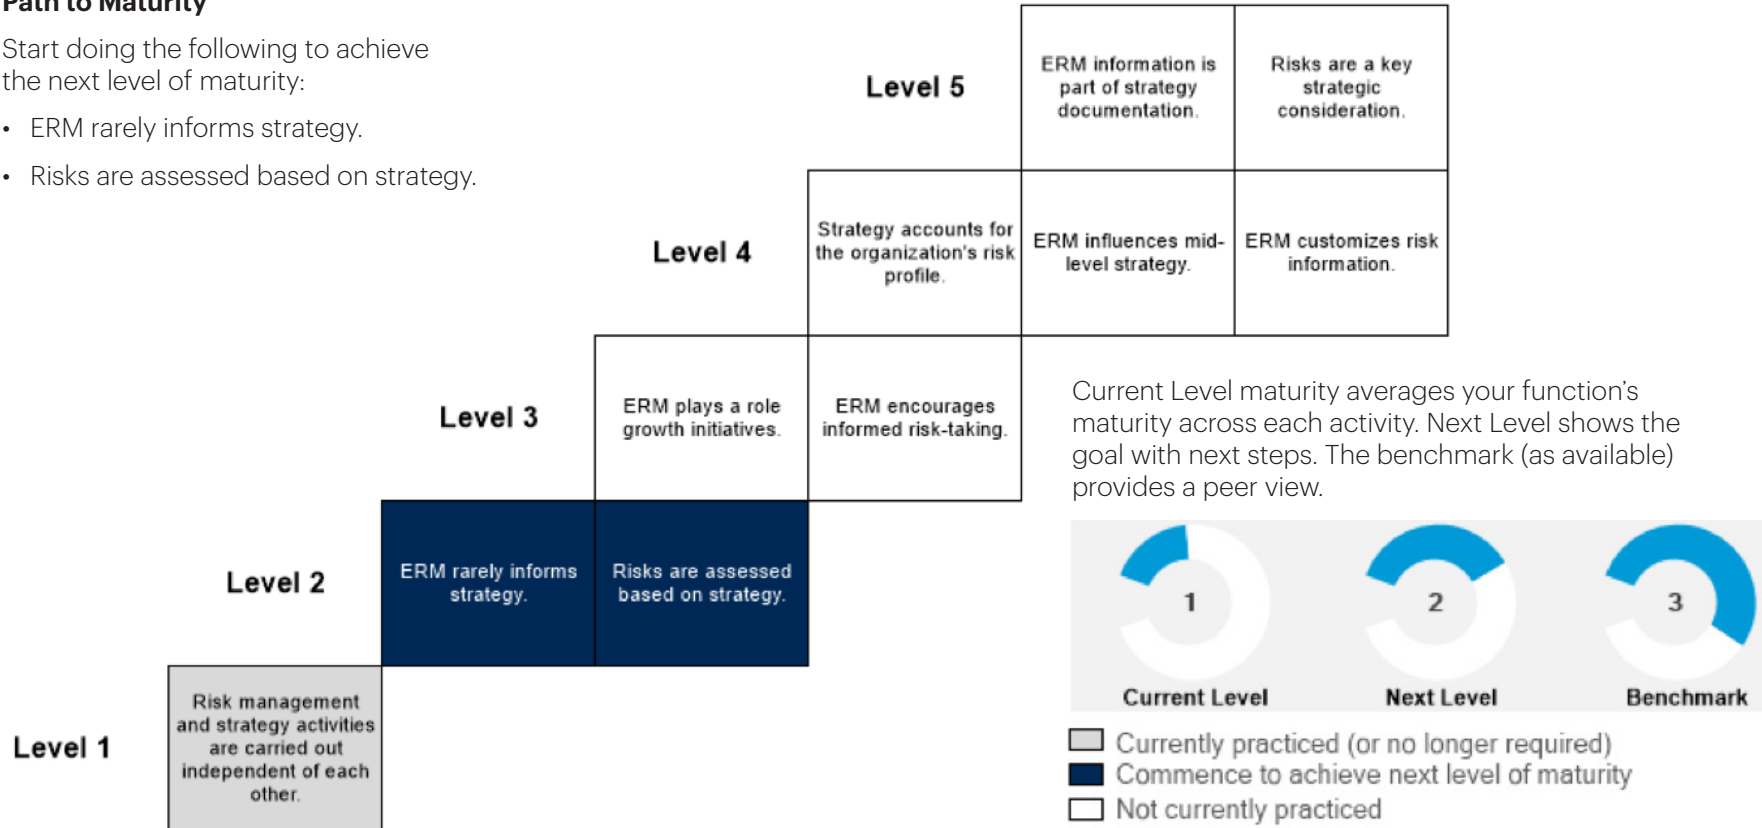 Path to Maturity
Start doing the following to achieve
the next level of maturity:
• ERM rarely informs strategy.
• Risks are assessed based on strategy.
Level 5
ERM information is
part of strategy
documentation.
Risks are a key
strategic
consideration.
Level 4
Strategy accounts for
the organization's risk
profile.
ERM influences mid-
level strategy.
ERM customizes risk
information.
Level 3
ERM plays a role
growth initiatives.
ERM encourages
informed risk-taking.
Level 2
ERM rarely informs
strategy.
Risks are assessed
based on strategy.
Level 1
Risk management
and strategy activities
are carried out
independent of each
other.
Current Level maturity averages your function’s
maturity across each activity. Next Level shows the
goal with next steps. The benchmark (as available)
provides a peer view.
1
Current Level
2
Next Level
3
Benchmark
Currently practiced (or no longer required)
Commence to achieve next level of maturity
Not currently practiced